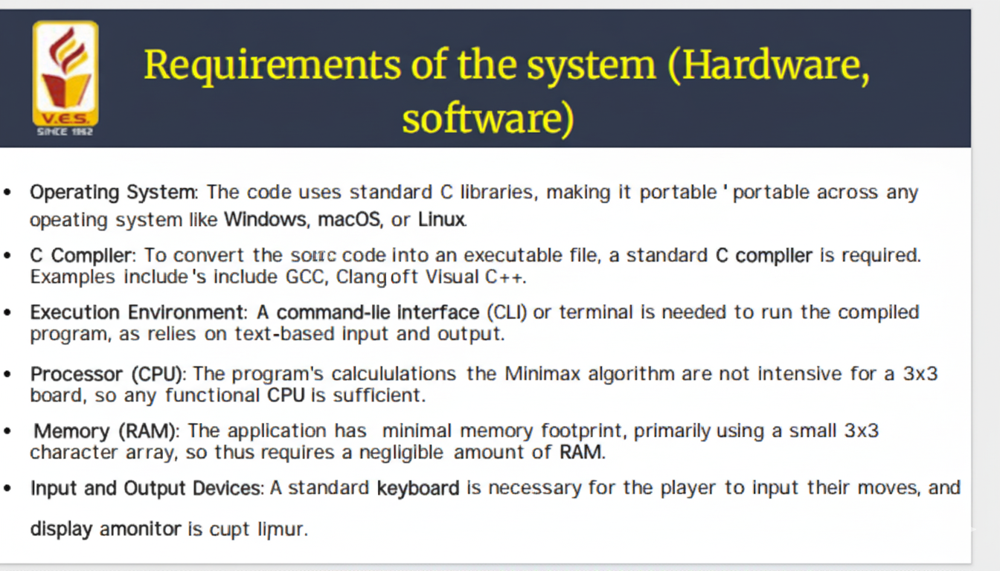 V.E.S.
SINCE 1962
Requirements of the system (Hardware,
software)
• Operating System: The code uses standard C libraries, making it portable ' portable across any
opeating system like Windows, macOS, or Linux.
• C Compller: To convert the sourc code into an executable file, a standard C compller is required.
Examples include 's include GCC, Clang oft Visual C++.
• Execution Environment: A command-lie interface (CLI) or terminal is needed to run the compiled
program, as relies on text-based input and output.
• Processor (CPU): The program's calcululations the Minimax algorithm are not intensive for a 3x3
board, so any functional CPU is sufficient.
• Memory (RAM): The application has minimal memory footprint, primarily using a small 3x3
character array, so thus requires a negligible amount of RAM.
• Input and Output Devices: A standard keyboard is necessary for the player to input their moves, and
display amonitor is cupt limur.